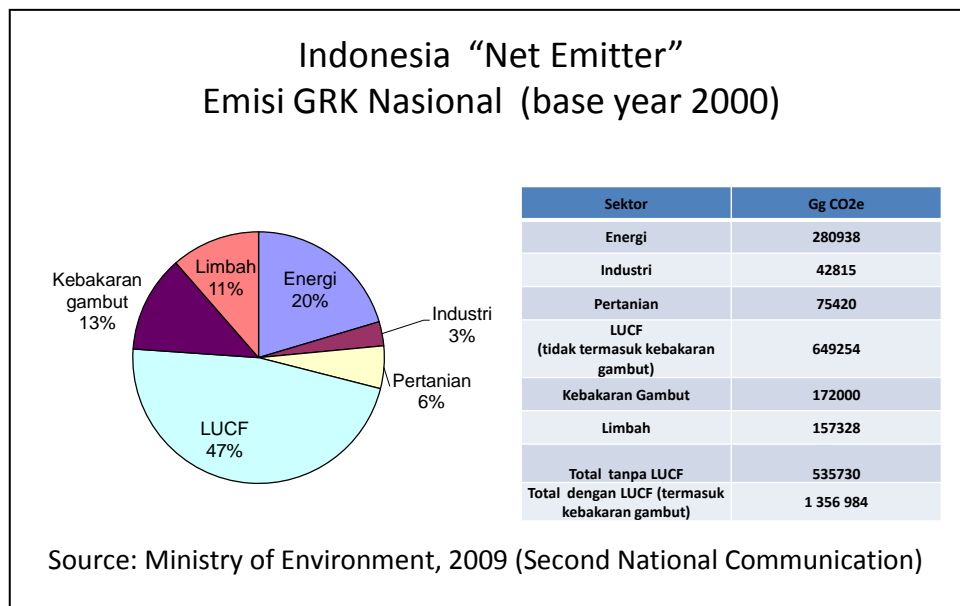 Indonesia “Net Emitter”
Emisi GRK Nasional (base year 2000)
Limbah
11%
Energi
20%
Kebakaran
gambut
13%
Industri
3%
Pertanian
6%
LUCF
47%
Sektor Gg CO2e
Energi 280938
Industri 42815
Pertanian 75420
LUCF
(tidak termasuk kebakaran
gambut)
649254
Kebakaran Gambut 172000
Limbah 157328
Total tanpa LUCF 535730
Total dengan LUCF (termasuk
kebakaran gambut)
1 356 984
Source: Ministry of Environment, 2009 (Second National Communication)